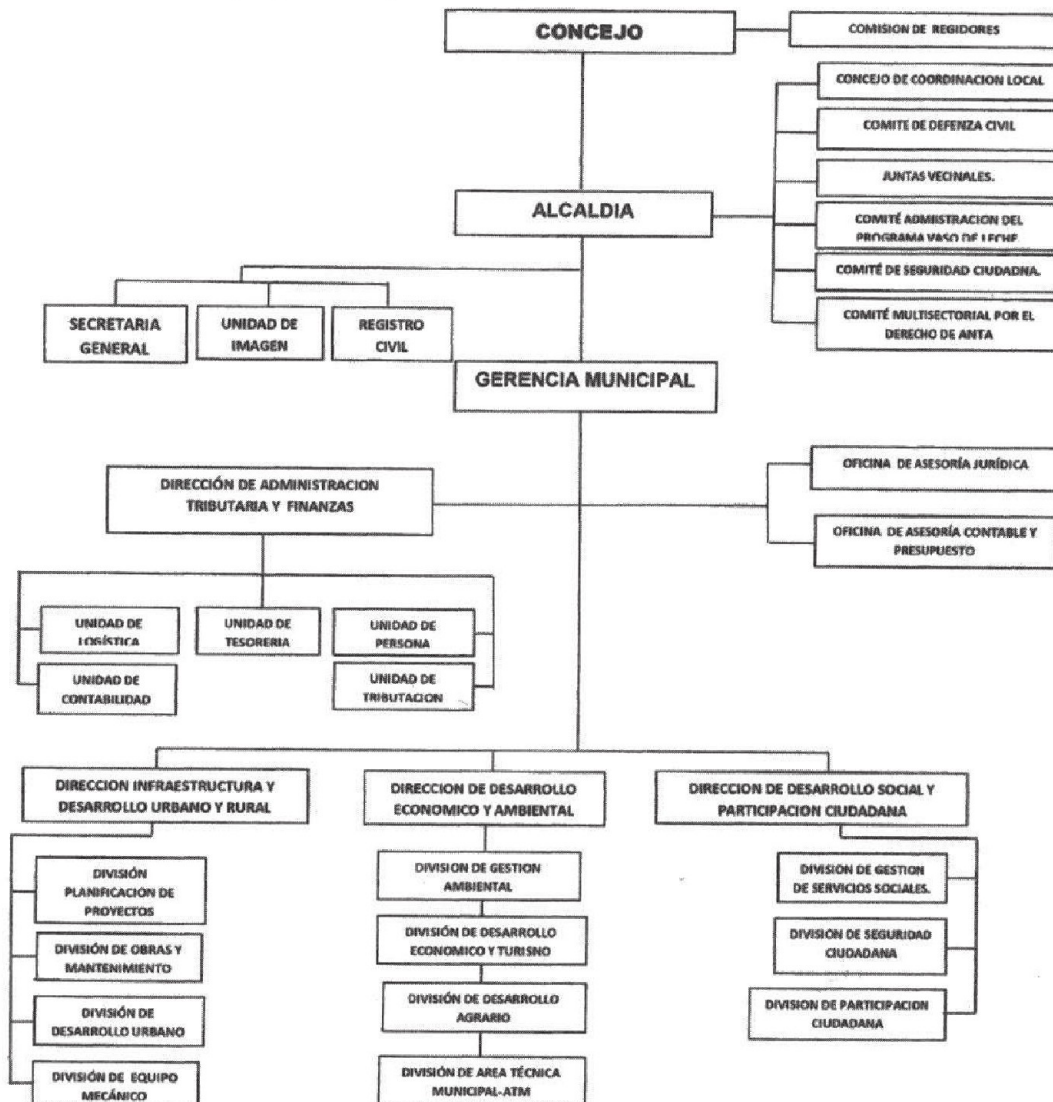 CONCEJO
COMISION DE REGIDORES
CONCEJO DE COORDINACION LOCAL
COMITE DE DEFENZA CIVIL
JUNTAS VECINALES.
ALCALDIA
COMITÉ ADMIISTRACION DEL
PROGRAMA VASO DE LECHE.
COMITÉ DE SEGURIDAD CIUDADNA.
COMITÉ MULTISECTORIAL POR EL
DERECHO DE ANTA
SECRETARIA
GENERAL
UNIDAD DE
IMAGEN
REGISTRO
CIVIL
GERENCIA MUNICIPAL
OFICINA DE ASESORÍA JURÍDICA
DIRECCIÓN DE ADMINISTRACION
TRIBUTARIA Y FINANZAS
OFICINA DE ASESORÍA CONTABLE Y
PRESUPUESTO
UNIDAD DE
LOGÍSTICA
UNIDAD DE
TESORERIA
UNIDAD DE
PERSONA
UNIDAD DE
CONTABILIDAD
UNIDAD DE
TRIBUTACION
DIRECCION INFRAESTRUCTURA Y
DESARROLLO URBANO Y RURAL
DIRECCION DE DESARROLLO
ECONOMICO Y AMBIENTAL
DIRECCION DE DESARROLLO SOCIAL Y
PARTICIPACION CIUDADANA
DIVISIÓN
PLANIFICACION DE
PROYECTOS
DIVISIÓN DE OBRAS Y
MANTENIMIENTO
DIVISIÓN DE
DESARROLLO URBANO
DIVISIÓN DE EQUIPO
MECÁNICO
DIVISION DE GESTION
AMBIENTAL
DIVISIÓN DE DESARROLLO
ECONOMICO Y TURISNO
DIVISIÓN DE DESARROLLO
AGRARIO
DIVISIÓN DE AREA TÉCNICA
MUNICIPAL-ATM
DIVISION DE GESTION
DE SERVICIOS SOCIALES.
DIVISION DE SEGURIDAD
CIUDADANA
DIVISION DE PARTICIPACION
CIUDADANA